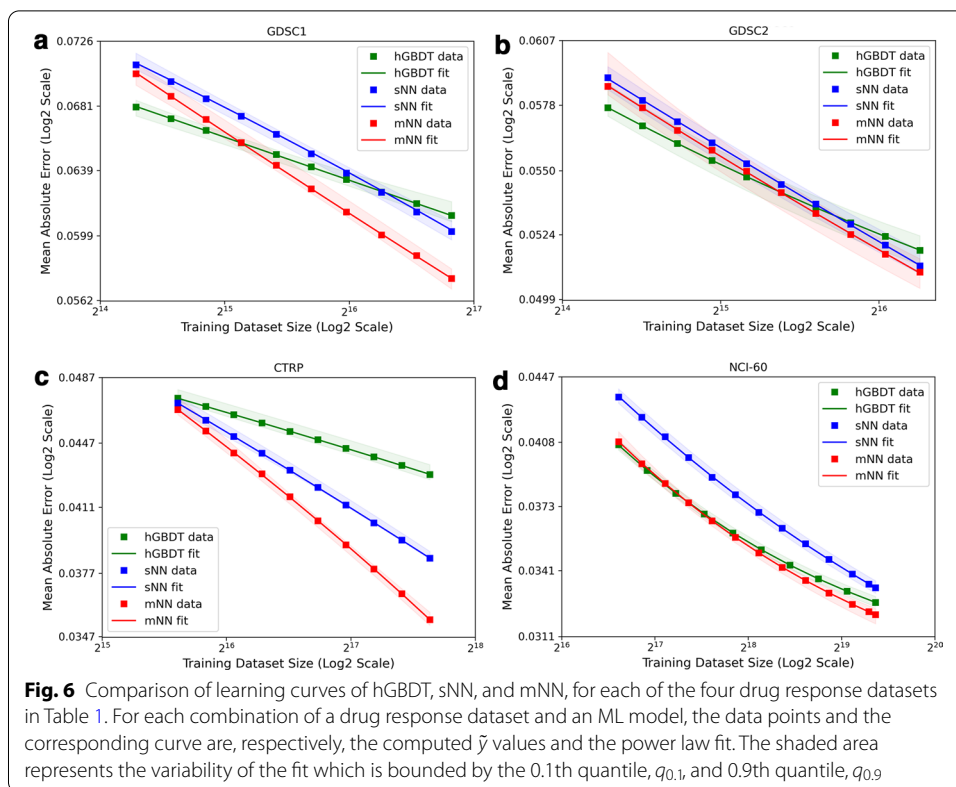 a
GDSC1
0.0726
0.0681
0.0639
0.0599
0.0562
Mean Absolute Error (Log2 Scale)
hGBDT data
hGBDT fit
sNN data
sNN fit
mNN data
mNN fit
2^14
2^15
2^16
2^17
Training Dataset Size (Log2 Scale)
b
GDSC2
0.0607
0.0578
0.0550
0.0524
0.0499
Mean Absolute Error (Log2 Scale)
hGBDT data
hGBDT fit
sNN data
sNN fit
mNN data
mNN fit
2^14
2^15
2^16
Training Dataset Size (Log2 Scale)
c
CTRP
0.0487
0.0447
0.0411
0.0377
0.0347
Mean Absolute Error (Log2 Scale)
hGBDT data
hGBDT fit
sNN data
sNN fit
mNN data
mNN fit
2^15
2^16
2^17
2^18
Training Dataset Size (Log2 Scale)
d
NCI-60
0.0447
0.0408
0.0373
0.0341
0.0311
Mean Absolute Error (Log2 Scale)
hGBDT data
hGBDT fit
sNN data
sNN fit
mNN data
mNN fit
2^16
2^17
2^18
2^19
2^20
Training Dataset Size (Log2 Scale)
Fig. 6 Comparison of learning curves of hGBDT, sNN, and mNN, for each of the four drug response datasets
in Table 1. For each combination of a drug response dataset and an ML model, the data points and the
corresponding curve are, respectively, the computed ỹ values and the power law fit. The shaded area
represents the variability of the fit which is bounded by the 0.1th quantile, q0.1, and 0.9th quantile, q0.9